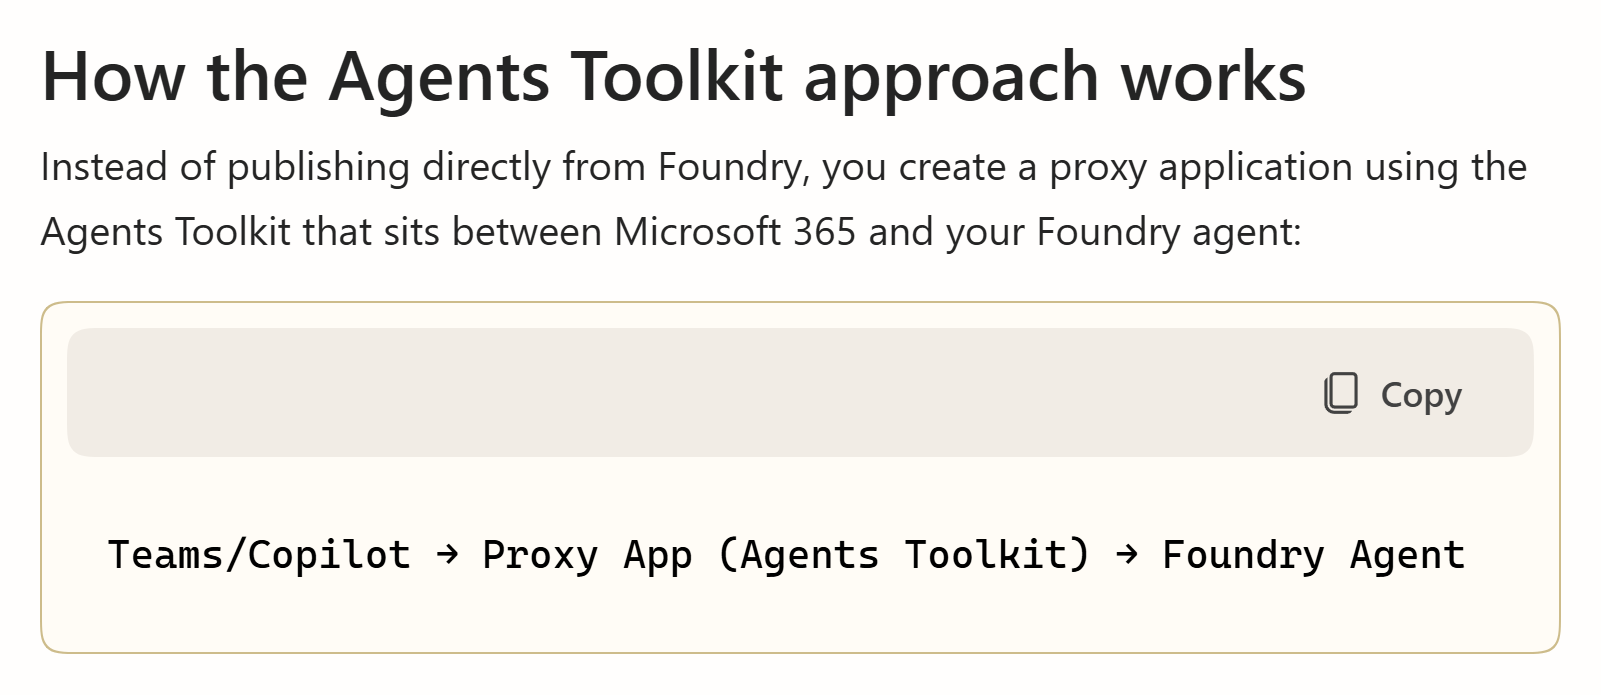 How the Agents Toolkit approach works
Instead of publishing directly from Foundry, you create a proxy application using the
Agents Toolkit that sits between Microsoft 365 and your Foundry agent:
Copy
Teams/Copilot → Proxy App (Agents Toolkit) → Foundry Agent